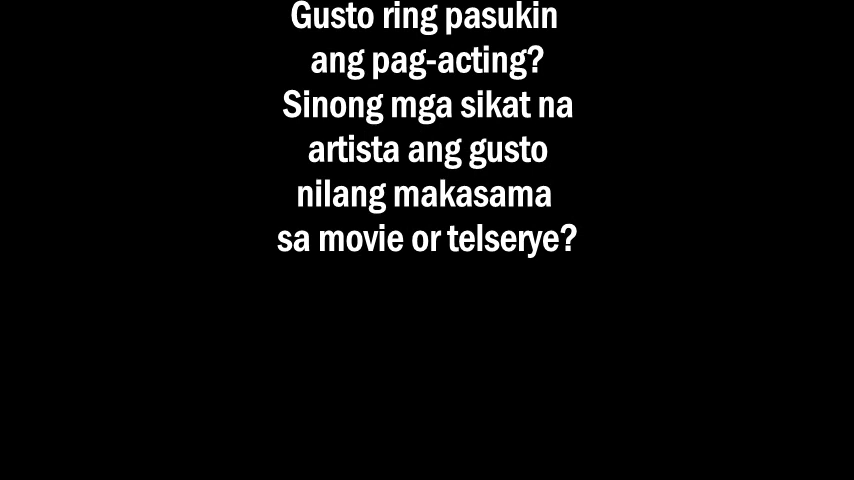 Gusto ring pasukin
ang pag-acting?
Sinong mga sikat na
artista ang gusto
nilang makasama
sa movie or telserye?